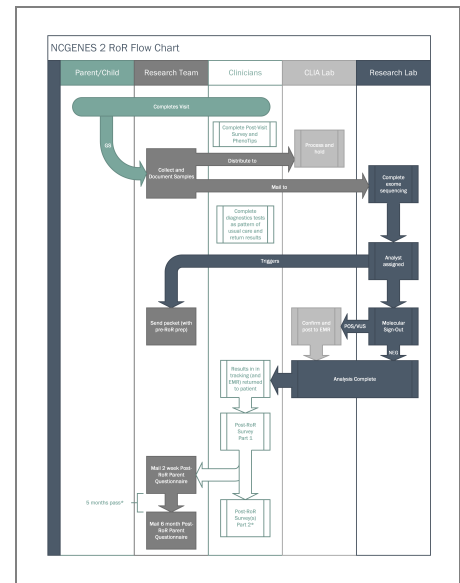 NCGENES 2 RoR Flow Chart
Parent/Child
Research Team
Clinicians
CLIA Lab
Research Lab
Completes Visit
Complete Post-Visit
Survey and
PhenoTips
Process and
hold
GS
Distribute to
Collect and
Document Samples
Mail to
Complete
exome
sequencing
Complete
diagnostics tests
as pattern of
usual care and
return results
Triggers
Analyst
assigned
Send packet (with
pre-RoR prep)
Confirm and
post to EMR
POS/VUS
Molecular
Sign-Out
NEG
Results in in
tracking (and
EMR) returned
to patient
Analysis Complete
Post-RoR
Survey
Part 1
Mail 2 week Post-
RoR Parent
Questionnaire
5 months pass*
Post-RoR
Survey(s)
Part 2*
Mail 6 month Post-
RoR Parent
Questionnaire